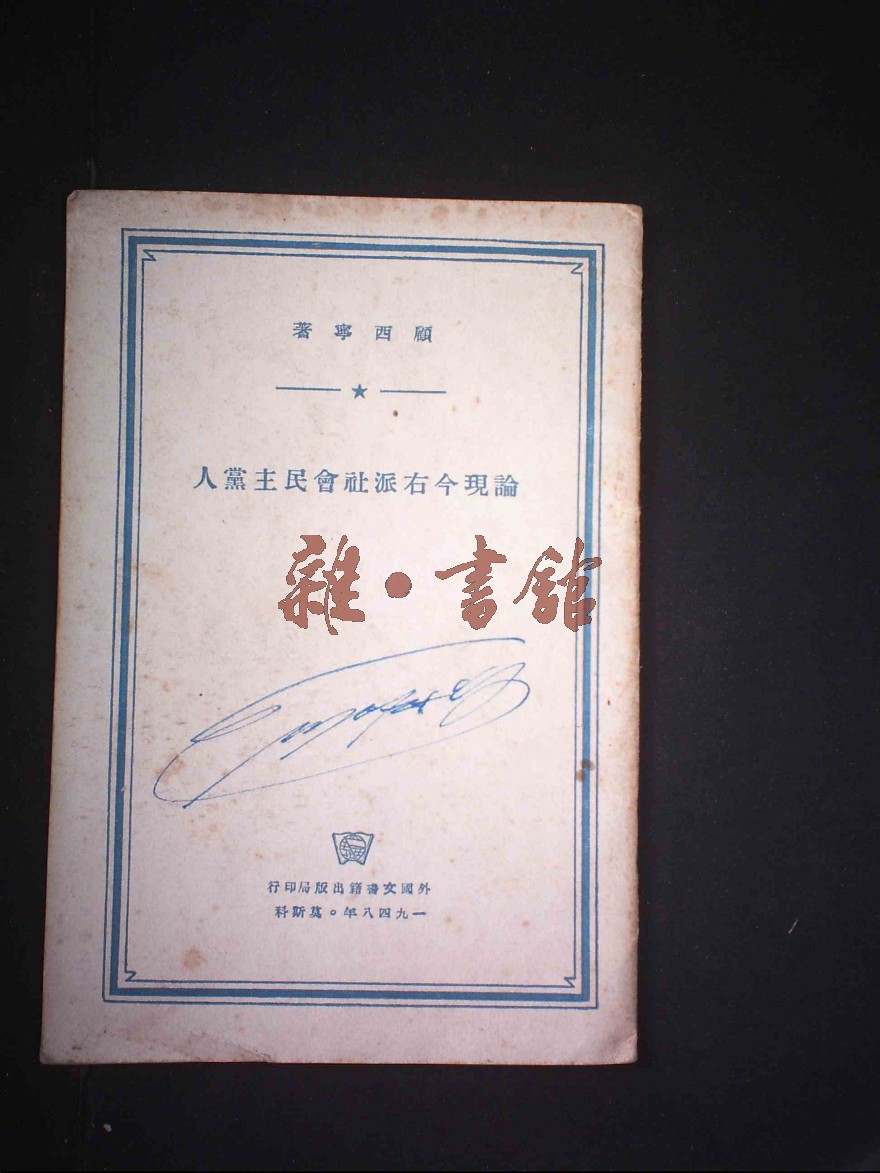 顧西寧著
論現今右派社會民主黨人
雜·書館
外國文書籍出版局印行
一九四八年。莫斯科